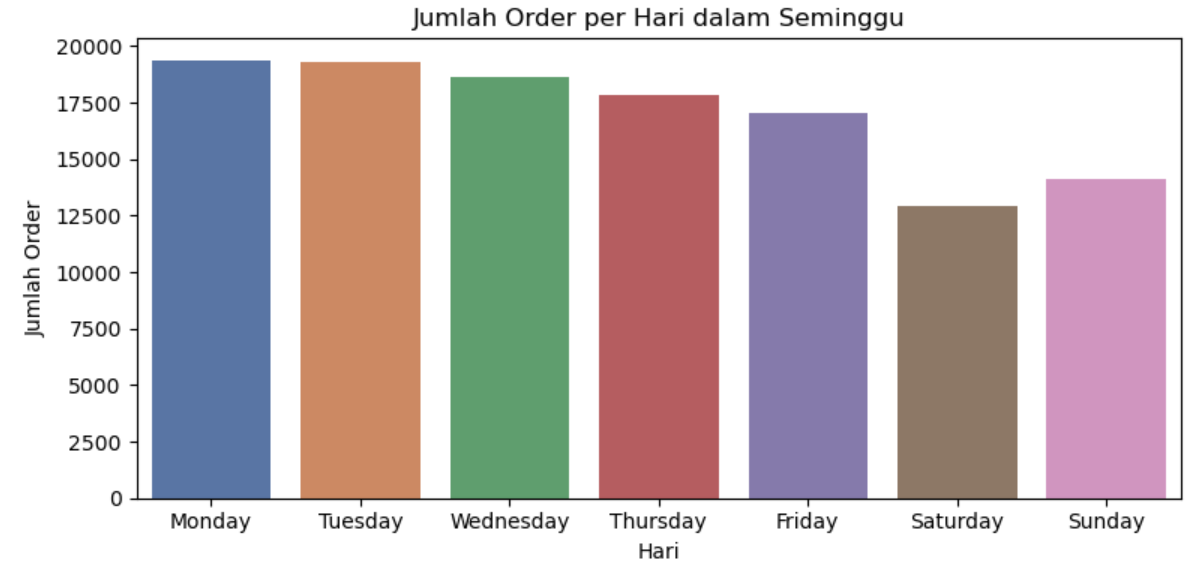 Jumlah Order per Hari dalam Seminggu
20000
17500
15000
12500
10000
7500
5000
2500
0
Jumlah Order
Monday Tuesday Wednesday Thursday Friday Saturday Sunday
Hari